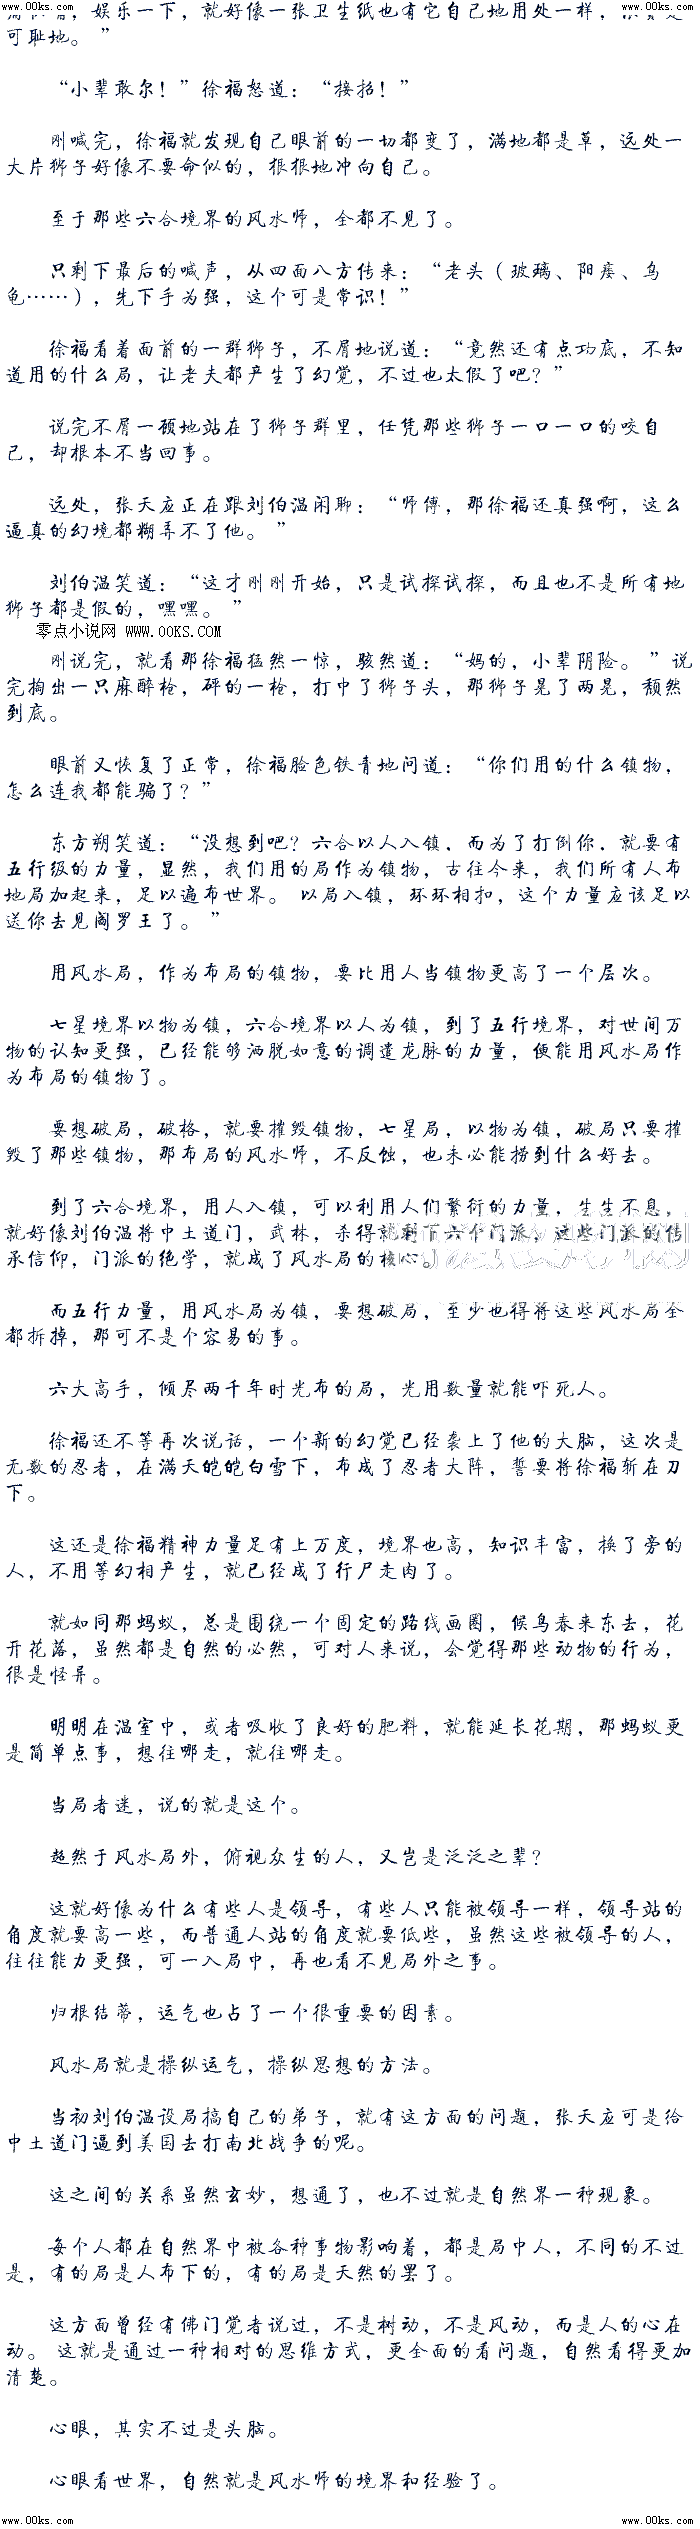 www.00ks.com www.00ks.com
娱乐一下，就好像一张卫生纸也有它自己地用处一样，
可耻地。”
“小辈敢尔！”徐福怒道：“接招！”
刚喊完，徐福就发现自己眼前的一切都变了，满地都是草，远处一
大片狮子好像不要命似的，狠狠地冲向自己。
至于那些六合境界的风水师，全都不见了。
只剩下最后的喊声，从四面八方传来：“老头（玻璃、阳痿、乌
龟……），先下手为强，这个可是常识！”
徐福看着面前的一群狮子，不屑地说道：“竟然还有点功底，不知
道用的什么局，让老夫都产生了幻觉，不过也太假了吧？”
说完不屑一顾地站在了狮子群里，任凭那些狮子一口一口的咬自
己，却根本不当回事。
远处，张天应正在跟刘伯温闲聊：“师傅，那徐福还真强啊，这么
逼真的幻境都糊弄不了他。”
刘伯温笑道：“这才刚刚开始，只是试探试探，而且也不是所有地
狮子都是假的，嘿嘿。”
零点小说网 www.00KS.COM
刚说完，就看那徐福猛然一惊，骇然道：“妈的，小辈阴险。”说
完掏出一只麻醉枪，砰的一枪，打中了狮子头，那狮子晃了两晃，颓然
到底。
眼前又恢复了正常，徐福脸色铁青地问道：“你们用的什么镇物，
怎么连我都能骗了？”
东方朔笑道：“没想到吧？六合以人入镇，而为了打倒你，就要有
五行级的力量，显然，我们用的局作为镇物，古往今来，我们所有人布
地局加起来，足以遍布世界。 以局入镇，环环相扣，这个力量应该足以
送你去见阎罗王了。”
用风水局，作为布局的镇物，要比用人当镇物更高了一个层次。
七星境界以物为镇，六合境界以人为镇，到了五行境界，对世间万
物的认知更强，已经能够洒脱如意的调遣龙脉的力量，便能用风水局作
为布局的镇物了。
要想破局，破格，就要摧毁镇物，七星局，以物为镇，破局只要摧
毁了那些镇物，那布局的风水师，不反蚀，也未必能捞到什么好去。
到了六合境界，用人入镇，可以利用人们繁衍的力量，生生不息，
就好像刘伯温将中土道门，武林，杀得就剩下六个门派，这些门派的传
承信仰，门派的绝学，就成了风水局的核心。
而五行力量，用风水局为镇，要想破局，至少也得将这些风水局全
都拆掉，那可不是个容易的事。
六大高手，倾尽两千年时光布的局，光用数量就能吓死人。
徐福还不等再次说话，一个新的幻觉已经袭上了他的大脑，这次是
无数的忍者，在满天皑皑白雪下，布成了忍者大阵，誓要将徐福斩在刀
下。
这还是徐福精神力量足有上万度，境界也高，知识丰富，换了旁的
人，不用等幻相产生，就已经成了行尸走肉了。
就如同那蚂蚁，总是围绕一个固定的路线画圈，候鸟春来东去，花
开花落，虽然都是自然的必然，可对人来说，会觉得那些动物的行为，
很是怪异。
明明在温室中，或者吸收了良好的肥料，就能延长花期，那蚂蚁更
是简单点事，想往哪走，就往哪走。
当局者迷，说的就是这个。
超然于风水局外，俯视众生的人，又岂是泛泛之辈？
这就好像为什么有些人是领导，有些人只能被领导一样，领导站的
角度就要高一些，而普通人站的角度就要低些，虽然这些被领导的人，
往往能力更强，可一入局中，再也看不见局外之事。
归根结蒂，运气也占了一个很重要的因素。
风水局就是操纵运气，操纵思想的方法。
当初刘伯温设局搞自己的弟子，就有这方面的问题，张天应可是给
中土道门逼到美国去打南北战争的呢。
这之间的关系虽然玄妙，想通了，也不过就是自然界一种现象。
每个人都在自然界中被各种事物影响着，都是局中人，不同的不过
是，有的局是人布下的，有的局是天然的罢了。
这方面曾经有佛门觉者说过，不是树动，不是风动，而是人的心在
动。 这就是通过一种相对的思维方式，更全面的看问题，自然看得更加
清楚。
心眼，其实不过是头脑。
心眼看世界，自然就是风水师的境界和经验了。
www.00ks.com www.00ks.com